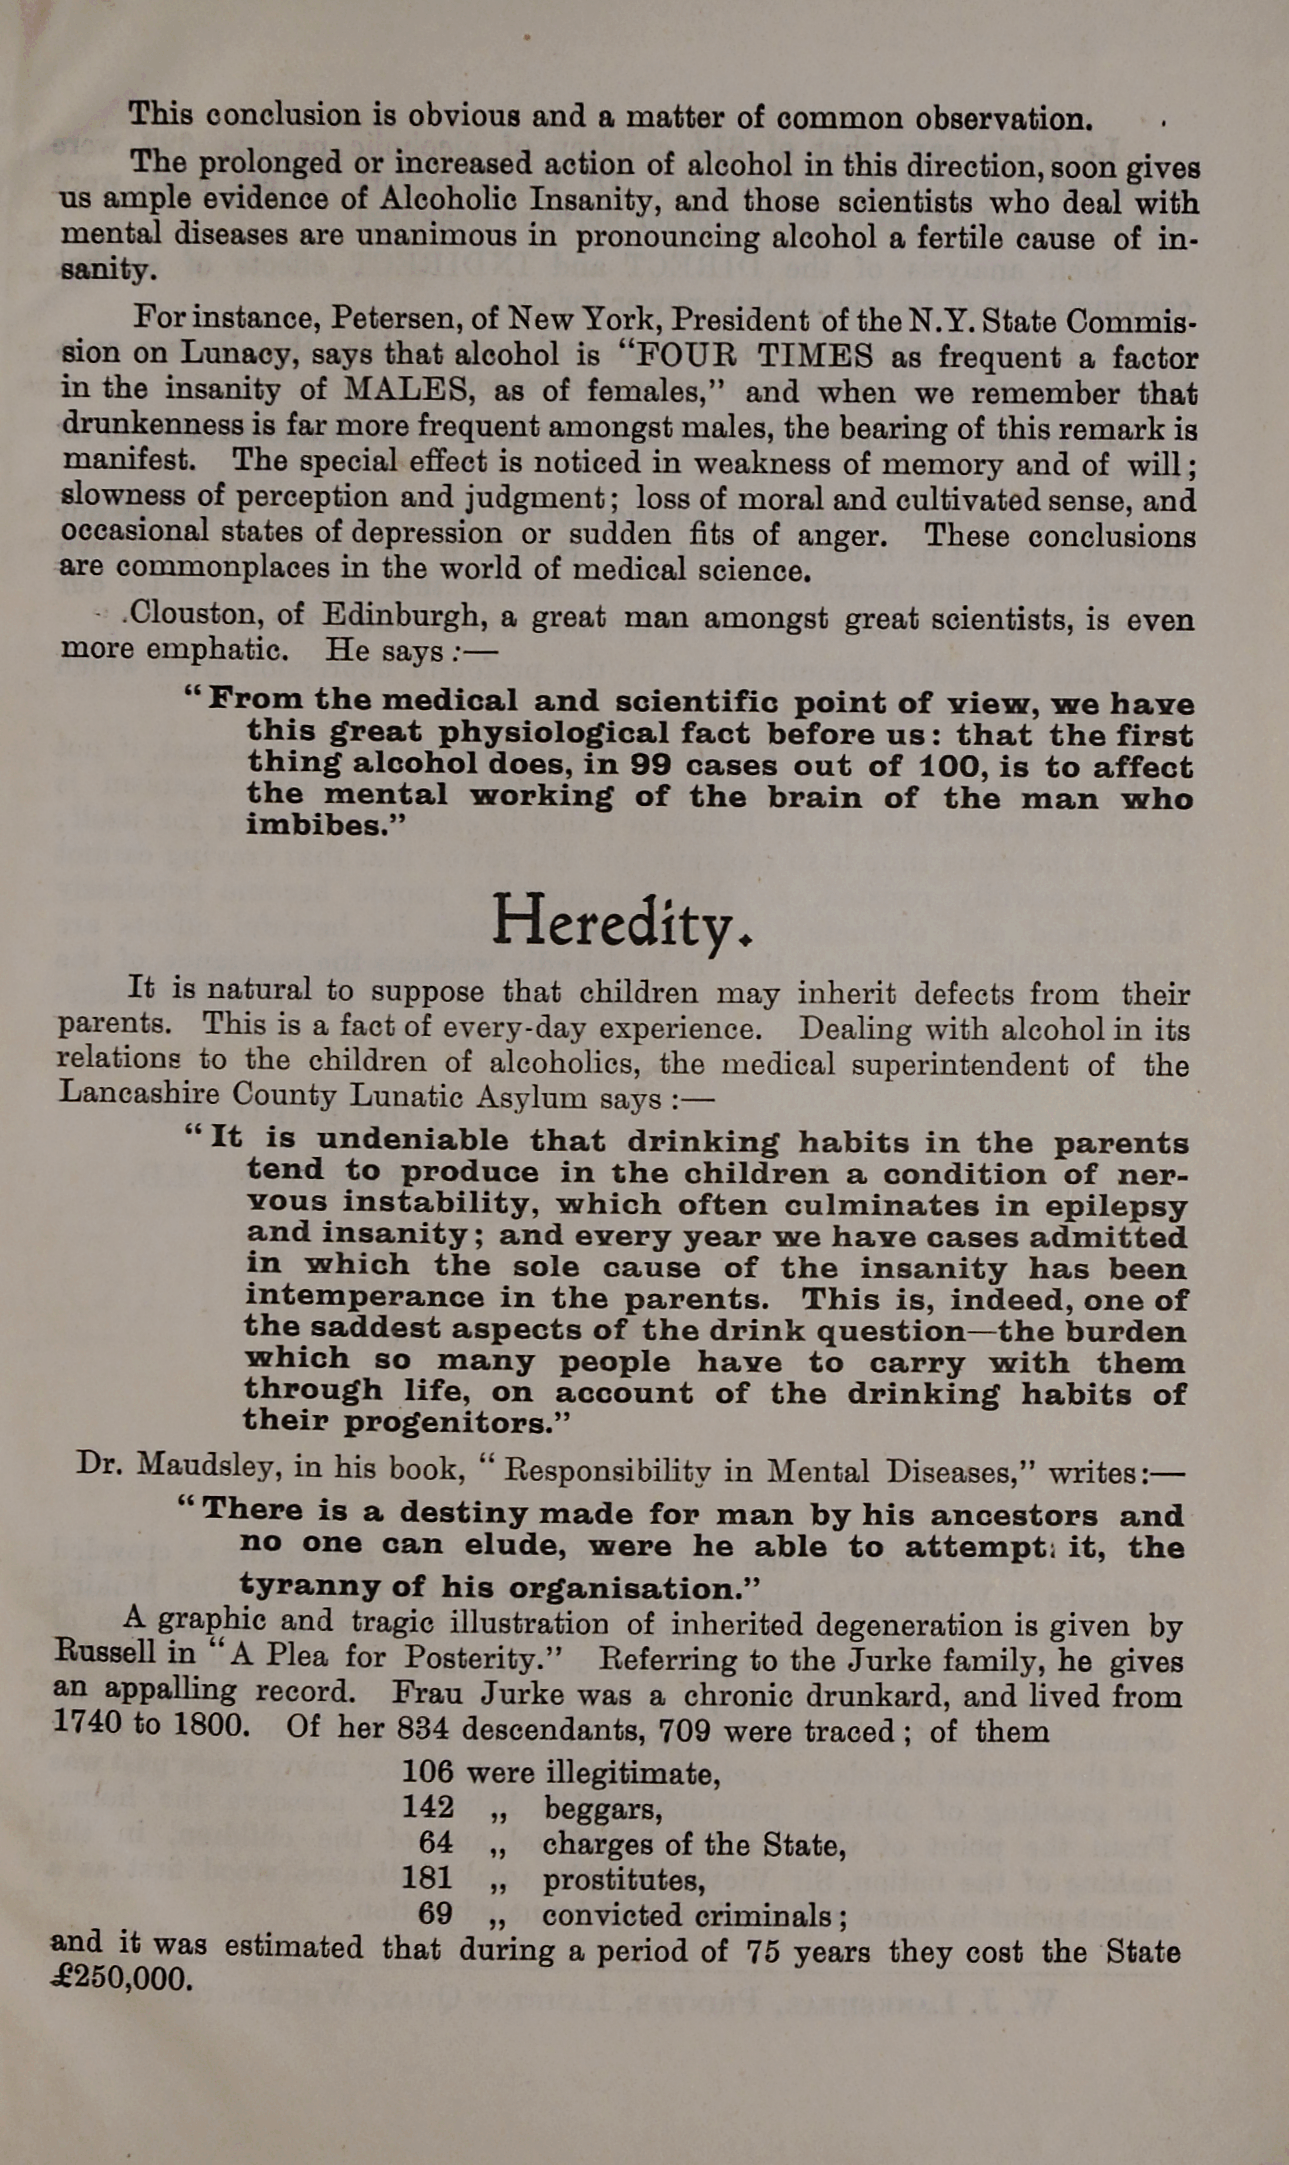 This conclusion is obvious and a matter of common observation.
The prolonged or increased action of alcohol in this direction, soon gives
us ample evidence of Alcoholic Insanity, and those scientists who deal with
mental diseases are unanimous in pronouncing alcohol a fertile cause of in-
sanity.
For instance, Petersen, of New York, President of the N.Y. State Commis-
sion on Lunacy, says that alcohol is “FOUR TIMES as frequent a factor
in the insanity of MALES, as of females,” and when we remember that
drunkenness is far more frequent amongst males, the bearing of this remark is
manifest. The special effect is noticed in weakness of memory and of will;
slowness of perception and judgment; loss of moral and cultivated sense, and
occasional states of depression or sudden fits of anger. These conclusions
are commonplaces in the world of medical science.
Clouston, of Edinburgh, a great man amongst great scientists, is even
more emphatic. He says :—
“From the medical and scientific point of view, we have
this great physiological fact before us: that the first
thing alcohol does, in 99 cases out of 100, is to affect
the mental working of the brain of the man who
imbibes.”
Heredity.
It is natural to suppose that children may inherit defects from their
parents. This is a fact of every-day experience. Dealing with alcohol in its
relations to the children of alcoholics, the medical superintendent of the
Lancashire County Lunatic Asylum says :—
“It is undeniable that drinking habits in the parents
tend to produce in the children a condition of ner-
vous instability, which often culminates in epilepsy
and insanity; and every year we have cases admitted
in which the sole cause of the insanity has been
intemperance in the parents. This is, indeed, one of
the saddest aspects of the drink question—the burden
which so many people have to carry with them
through life, on account of the drinking habits of
their progenitors.”
Dr. Maudsley, in his book, “Responsibility in Mental Diseases,” writes:—
“There is a destiny made for man by his ancestors and
no one can elude, were he able to attempt it, the
tyranny of his organisation.”
A graphic and tragic illustration of inherited degeneration is given by
Russell in “A Plea for Posterity.” Referring to the Jurke family, he gives
an appalling record. Frau Jurke was a chronic drunkard, and lived from
1740 to 1800. Of her 834 descendants, 709 were traced; of them
106 were illegitimate,
142 „ beggars,
64 „ charges of the State,
181 „ prostitutes,
69 „ convicted criminals;
and it was estimated that during a period of 75 years they cost the State
£250,000.